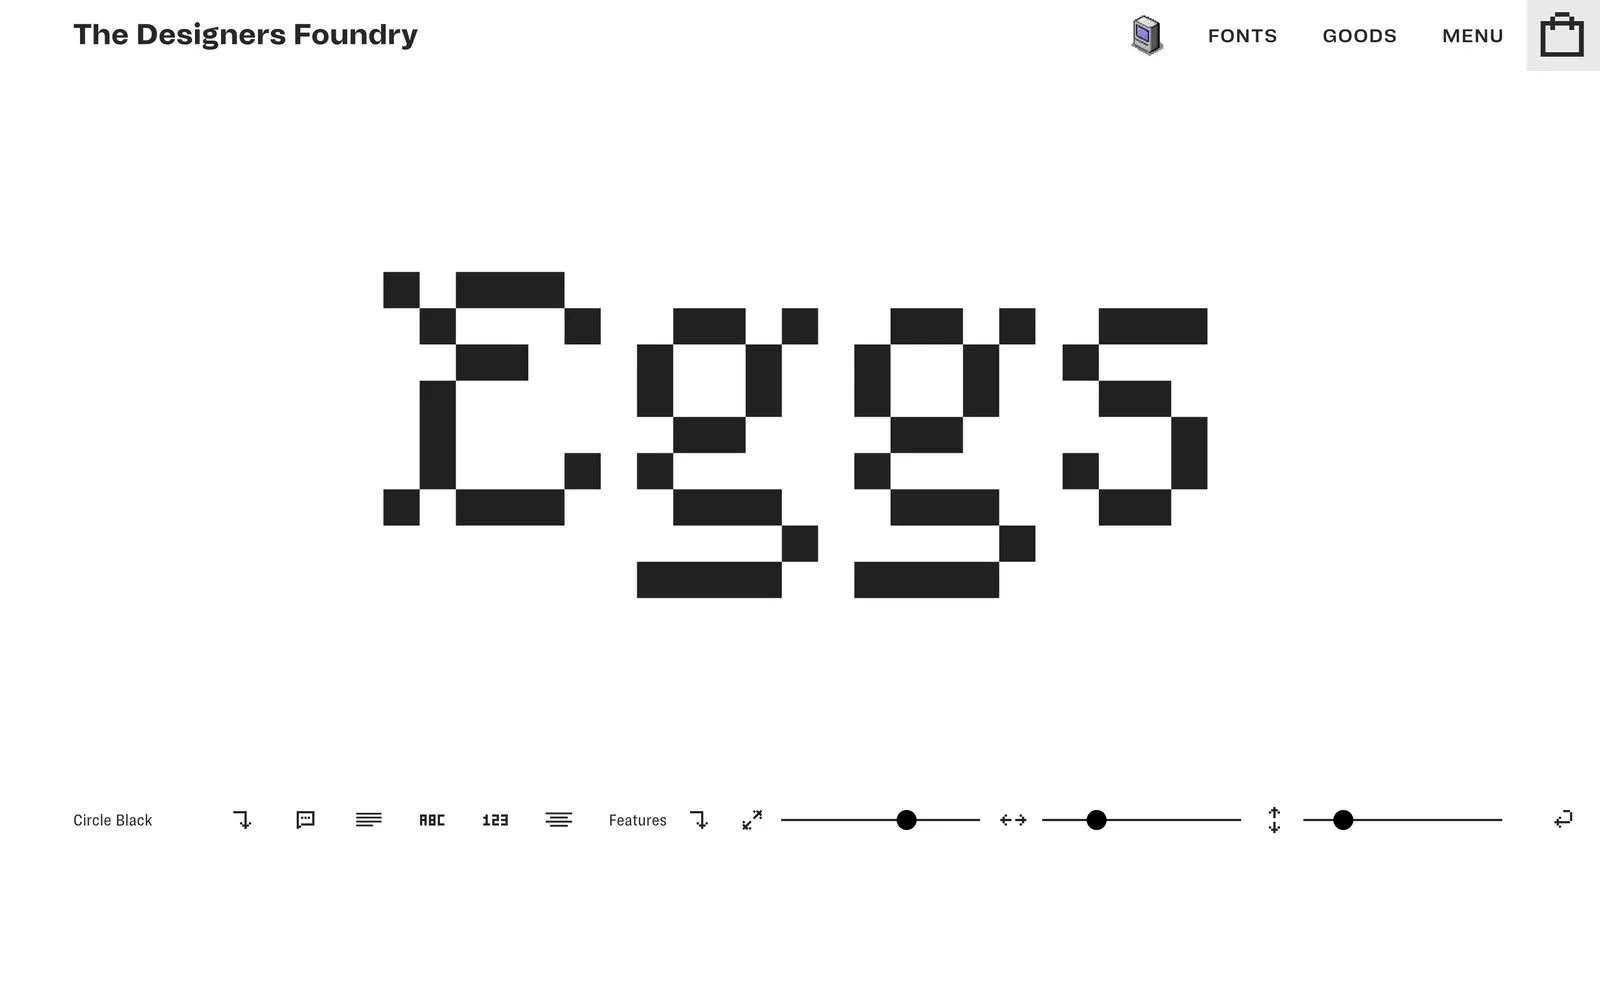 The Designers Foundry
FONTS GOODS MENU
Eggs
Circle Black ABC 123 Features